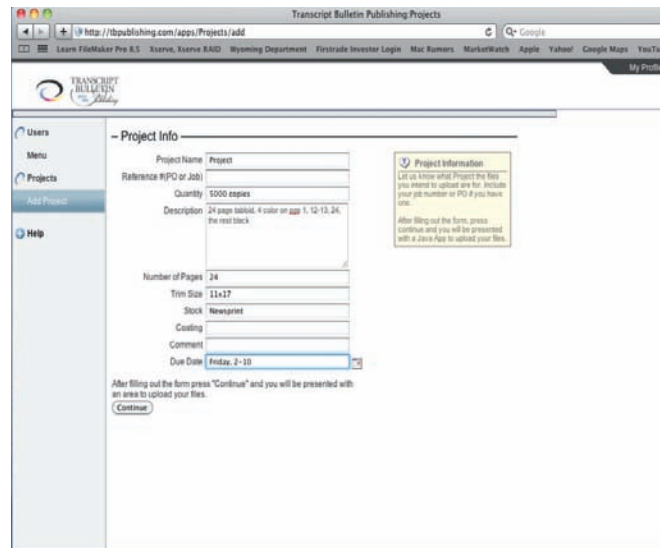 Transcript Bulletin Publishing Projects
http://tbpublishing.com/apps/Projects/add
Google
Learn FileMaker Pro 8.5 Xserve, Xserve RAID Wyoming Department Firstrade Investor Login Mac Rumors MarketWatch Apple Yahoo! Google Maps YouTu
My Profile
TRANSCRIPT
BULLETIN
Publishing
Users
Menu
Projects
Add Project
Help
Project Info
Project Name Project
Reference #(PO or Job)
Quantity 5000 copies
Description 24 page tabloid, 4 color on pgs 1, 12-13, 24,
the rest black
Number of Pages 24
Trim Size 11x17
Stock Newsprint
Coating
Comment
Due Date Friday, 2-10
After filling out the form press "Continue" and you will be presented with
an area to upload your files.
Continue
Project Information
Let us know what Project the files
you intend to upload are for. Include
your job number or PO if you have
one.
After filling out the form, press
continue and you will be presented
with a Java App to upload your files.